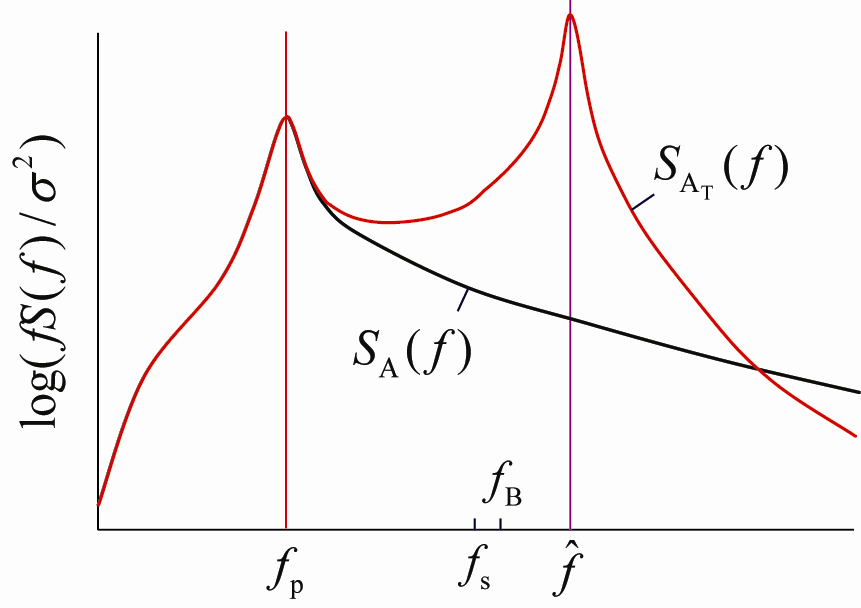 log(fS(f)/σ²)
S_{A_T}(f)
S_A(f)
f_B
f_p
f_s
f̂